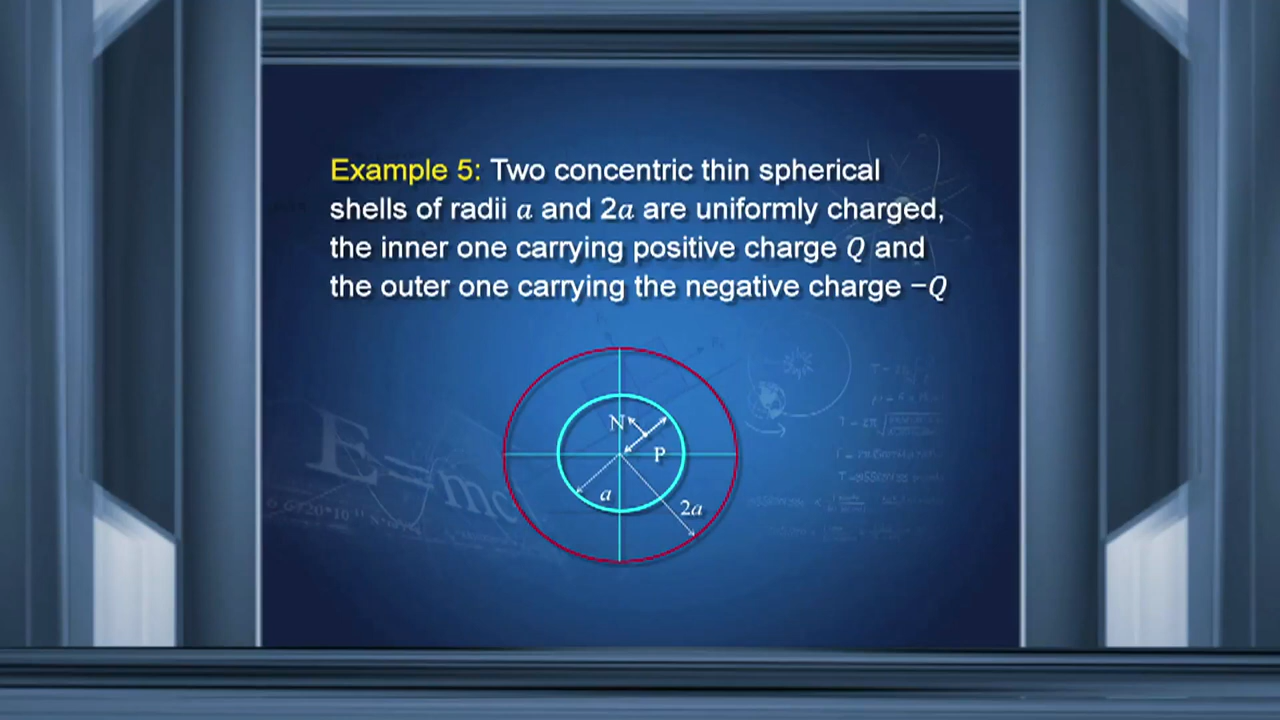 Example 5: Two concentric thin spherical
shells of radii a and 2a are uniformly charged,
the inner one carrying positive charge Q and
the outer one carrying the negative charge −Q
N
P
a
2a
E=mc